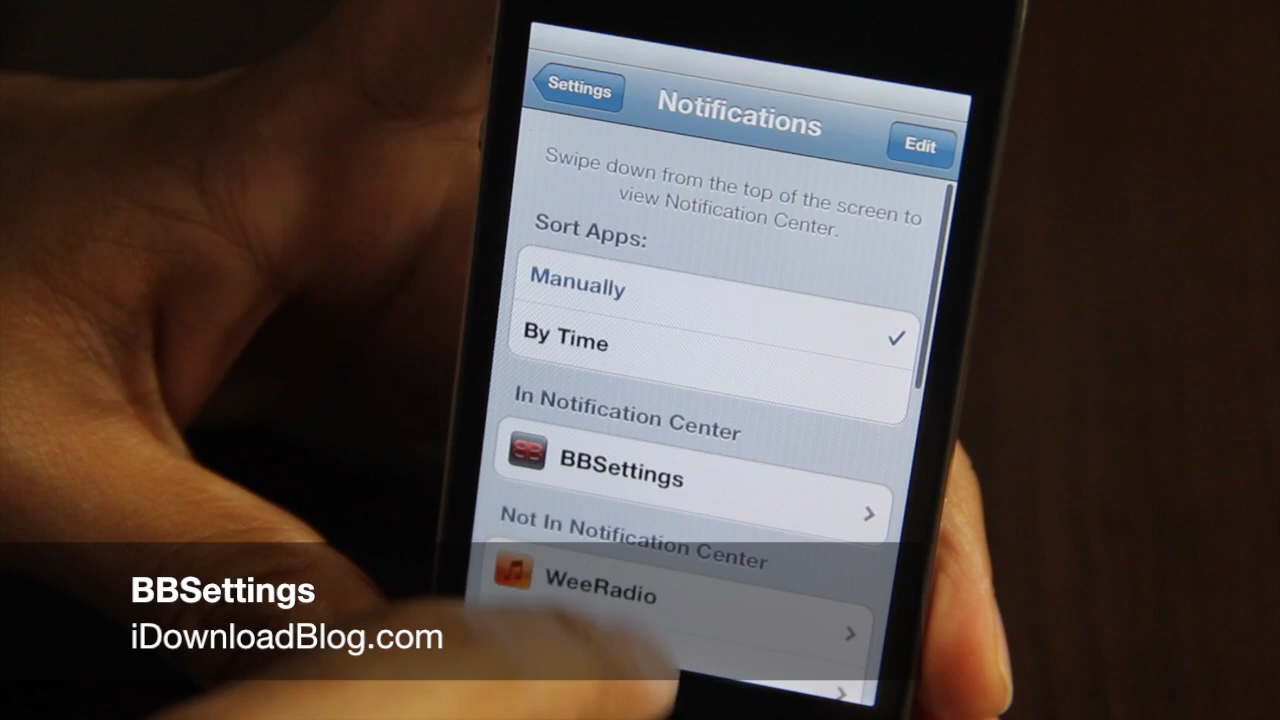 Settings
Notifications
Edit
Swipe down from the top of the screen to
view Notification Center.
Sort Apps:
Manually
By Time
In Notification Center
BB
BBSettings
Not In Notification Center
WeeRadio
BBSettings
iDownloadBlog.com